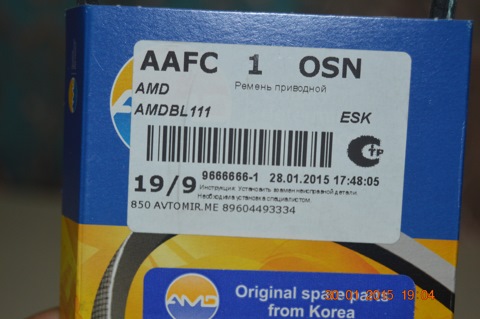 AAFC 1 OSN
AMD
Ремень приводной
AMDBL111
ESK
19/9
9666666-1 28.01.2015 17:48:05
Инструкция: Установить взамен неисправной детали.
Необходима установка специалистом.
850 AVTOMIR.ME 89604493334
AMD
Original spare parts
from Korea